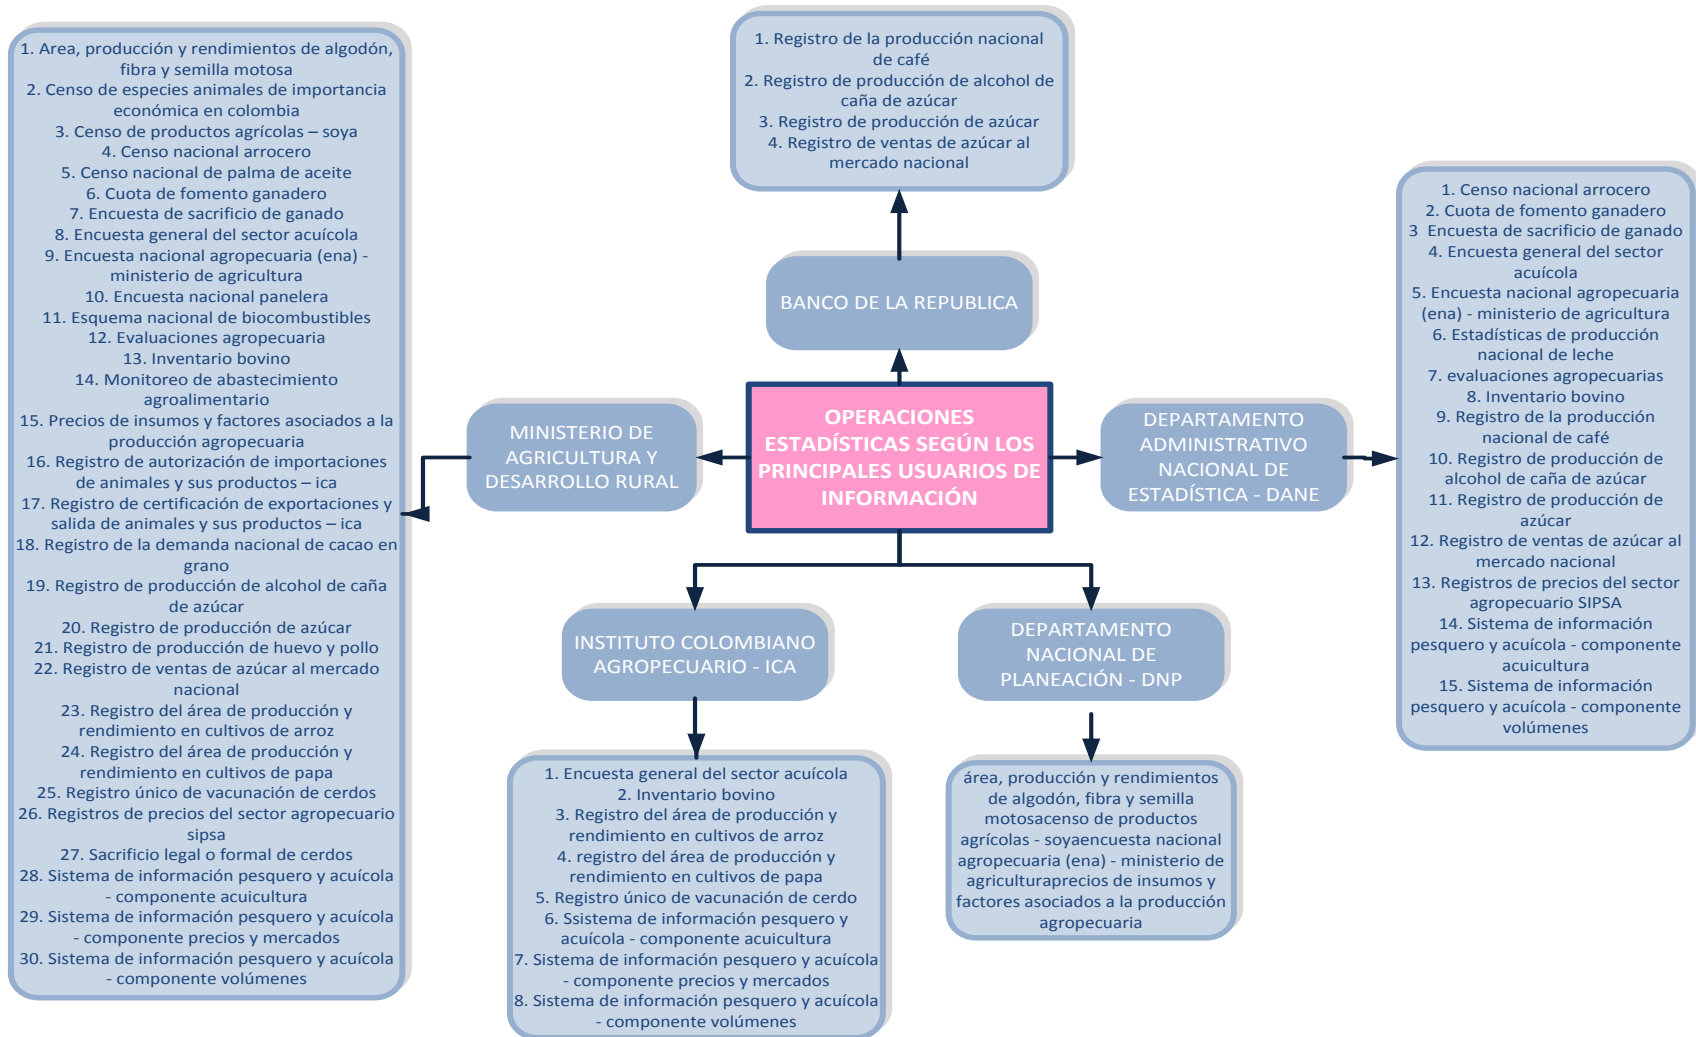 1. Area, producción y rendimientos de algodón,
fibra y semilla motosa
2. Censo de especies animales de importancia
económica en colombia
3. Censo de productos agrícolas – soya
4. Censo nacional arrocero
5. Censo nacional de palma de aceite
6. Cuota de fomento ganadero
7. Encuesta de sacrificio de ganado
8. Encuesta general del sector acuícola
9. Encuesta nacional agropecuaria (ena) -
ministerio de agricultura
10. Encuesta nacional panelera
11. Esquema nacional de biocombustibles
12. Evaluaciones agropecuaria
13. Inventario bovino
14. Monitoreo de abastecimiento
agroalimentario
15. Precios de insumos y factores asociados a la
producción agropecuaria
16. Registro de autorización de importaciones
de animales y sus productos – ica
17. Registro de certificación de exportaciones y
salida de animales y sus productos – ica
18. Registro de la demanda nacional de cacao en
grano
19. Registro de producción de alcohol de caña
de azúcar
20. Registro de producción de azúcar
21. Registro de producción de huevo y pollo
22. Registro de ventas de azúcar al mercado
nacional
23. Registro del área de producción y
rendimiento en cultivos de arroz
24. Registro del área de producción y
rendimiento en cultivos de papa
25. Registro único de vacunación de cerdos
26. Registros de precios del sector agropecuario
sipsa
27. Sacrificio legal o formal de cerdos
28. Sistema de información pesquero y acuícola
- componente acuicultura
29. Sistema de información pesquero y acuícola
- componente precios y mercados
30. Sistema de información pesquero y acuícola
- componente volúmenes
MINISTERIO DE
AGRICULTURA Y
DESARROLLO RURAL
1. Registro de la producción nacional
de café
2. Registro de producción de alcohol de
caña de azúcar
3. Registro de producción de azúcar
4. Registro de ventas de azúcar al
mercado nacional
BANCO DE LA REPUBLICA
OPERACIONES
ESTADÍSTICAS SEGÚN LOS
PRINCIPALES USUARIOS DE
INFORMACIÓN
DEPARTAMENTO
ADMINISTRATIVO
NACIONAL DE
ESTADÍSTICA - DANE
1. Censo nacional arrocero
2. Cuota de fomento ganadero
3 Encuesta de sacrificio de ganado
4. Encuesta general del sector
acuícola
5. Encuesta nacional agropecuaria
(ena) - ministerio de agricultura
6. Estadísticas de producción
nacional de leche
7. evaluaciones agropecuarias
8. Inventario bovino
9. Registro de la producción
nacional de café
10. Registro de producción de
alcohol de caña de azúcar
11. Registro de producción de
azúcar
12. Registro de ventas de azúcar al
mercado nacional
13. Registros de precios del sector
agropecuario SIPSA
14. Sistema de información
pesquero y acuícola - componente
acuicultura
15. Sistema de información
pesquero y acuícola - componente
volúmenes
INSTITUTO COLOMBIANO
AGROPECUARIO - ICA
1. Encuesta general del sector acuícola
2. Inventario bovino
3. Registro del área de producción y
rendimiento en cultivos de arroz
4. registro del área de producción y
rendimiento en cultivos de papa
5. Registro único de vacunación de cerdo
6. Ssistema de información pesquero y
acuícola - componente acuicultura
7. Sistema de información pesquero y acuícola
- componente precios y mercados
8. Sistema de información pesquero y acuícola
- componente volúmenes
DEPARTAMENTO
NACIONAL DE
PLANEACIÓN - DNP
área, producción y rendimientos
de algodón, fibra y semilla
motosacenso de productos
agrícolas - soyaencuesta nacional
agropecuaria (ena) - ministerio de
agriculturaprecios de insumos y
factores asociados a la producción
agropecuaria